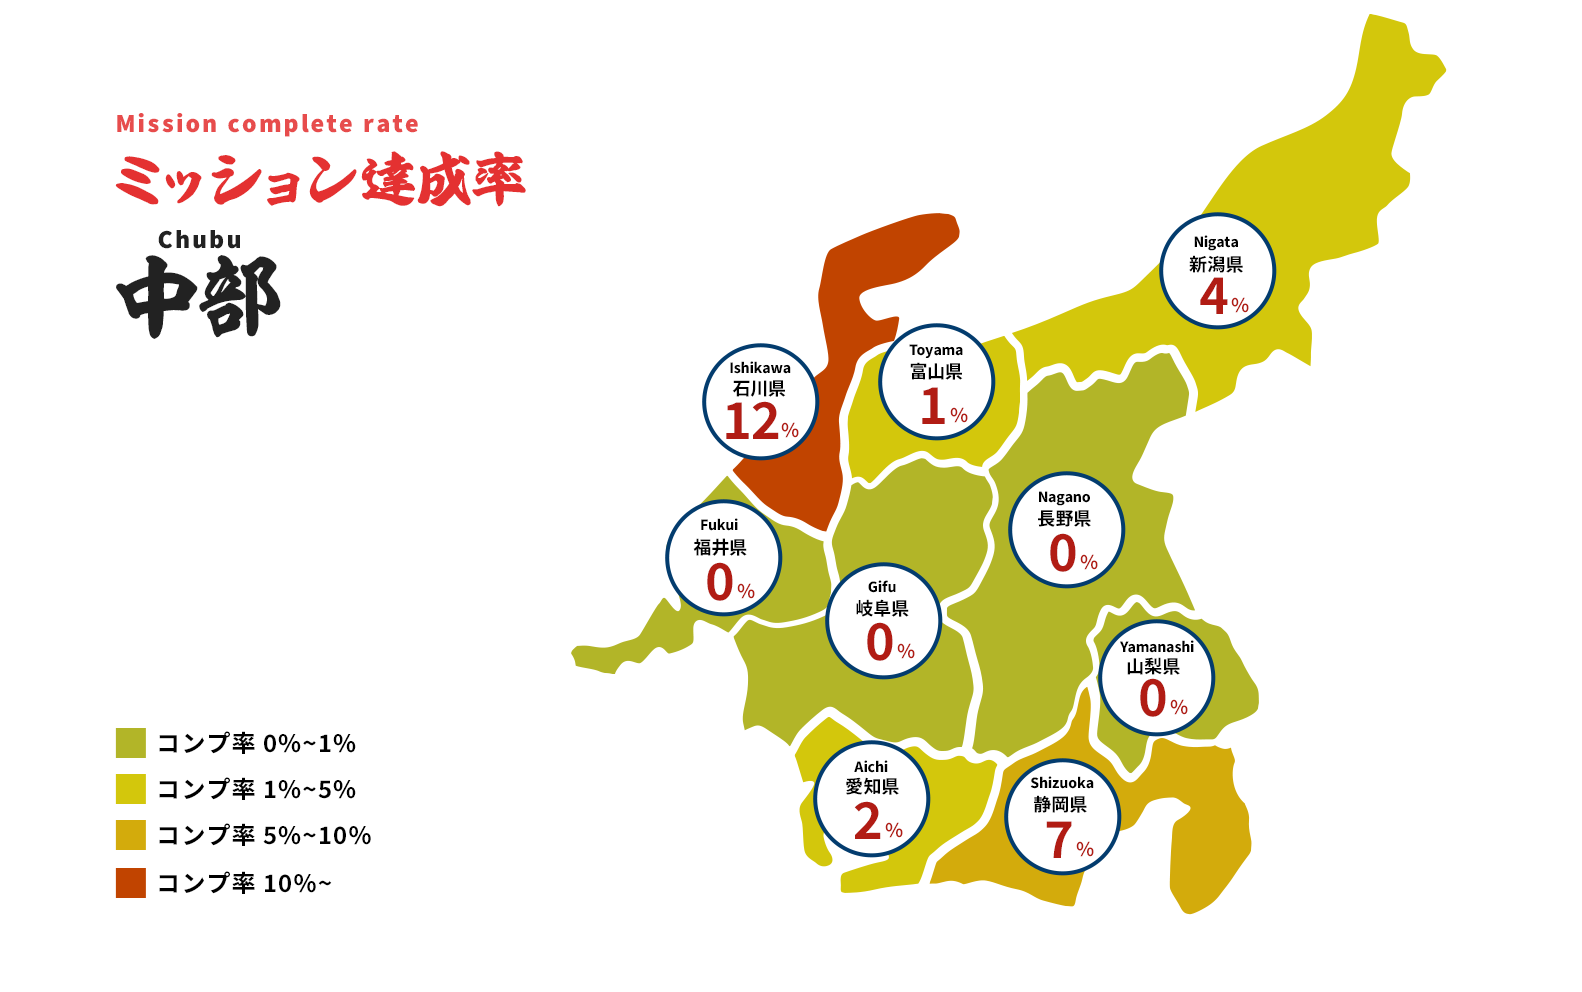 Mission complete rate
ミッション達成率
Chubu
中部
Nigata
新潟県
4%
Toyama
富山県
1%
Ishikawa
石川県
12%
Nagano
長野県
0%
Fukui
福井県
0%
Gifu
岐阜県
0%
Yamanashi
山梨県
0%
Aichi
愛知県
2%
Shizuoka
静岡県
7%
コンプ率 0%~1%
コンプ率 1%~5%
コンプ率 5%~10%
コンプ率 10%~